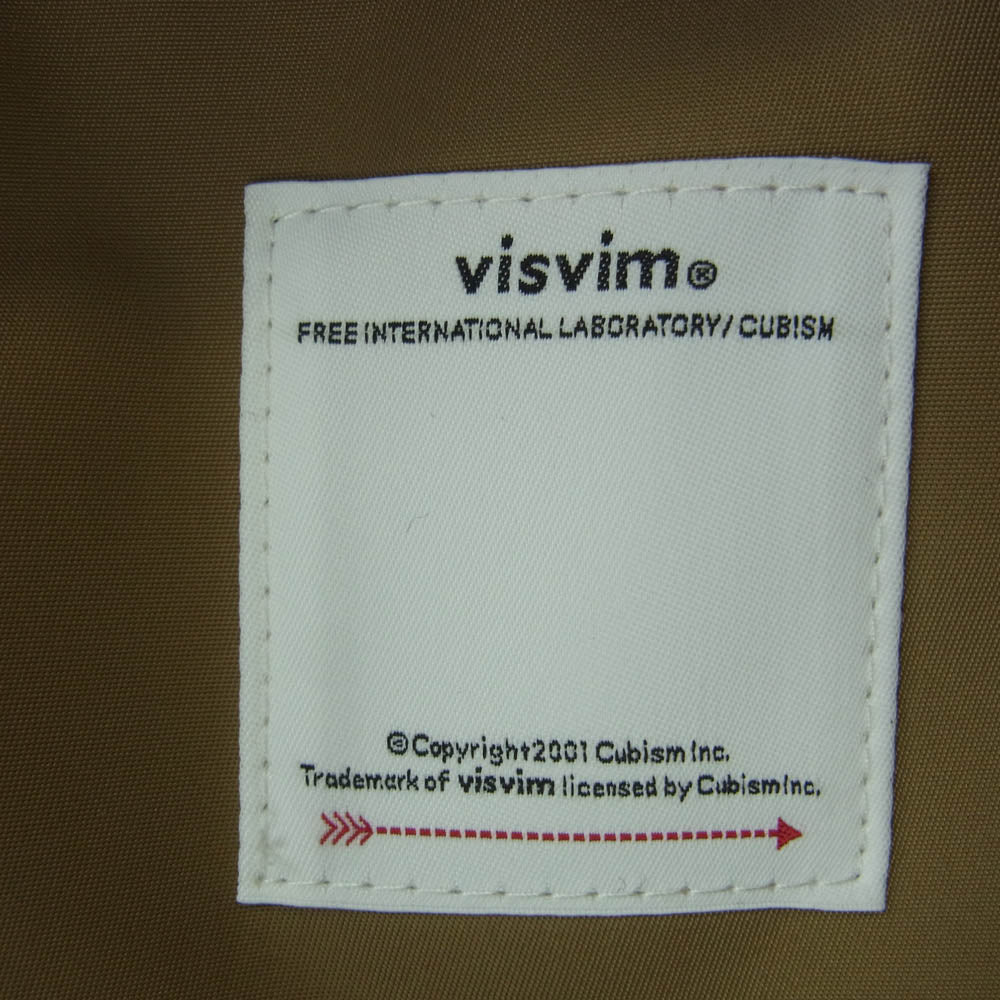 visvim®
FREE INTERNATIONAL LABORATORY/CUBISM
©Copyright2001 Cubism Inc.
Trademark of visvim licensed by Cubism Inc.